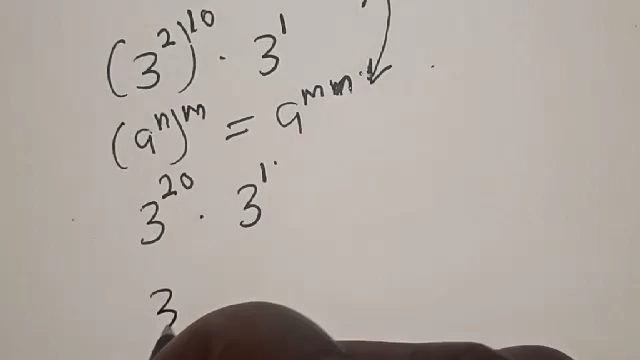 (3²)¹⁰ · 3¹
(aⁿ)ᵐ = aᵐⁿ
3²⁰ · 3¹
3